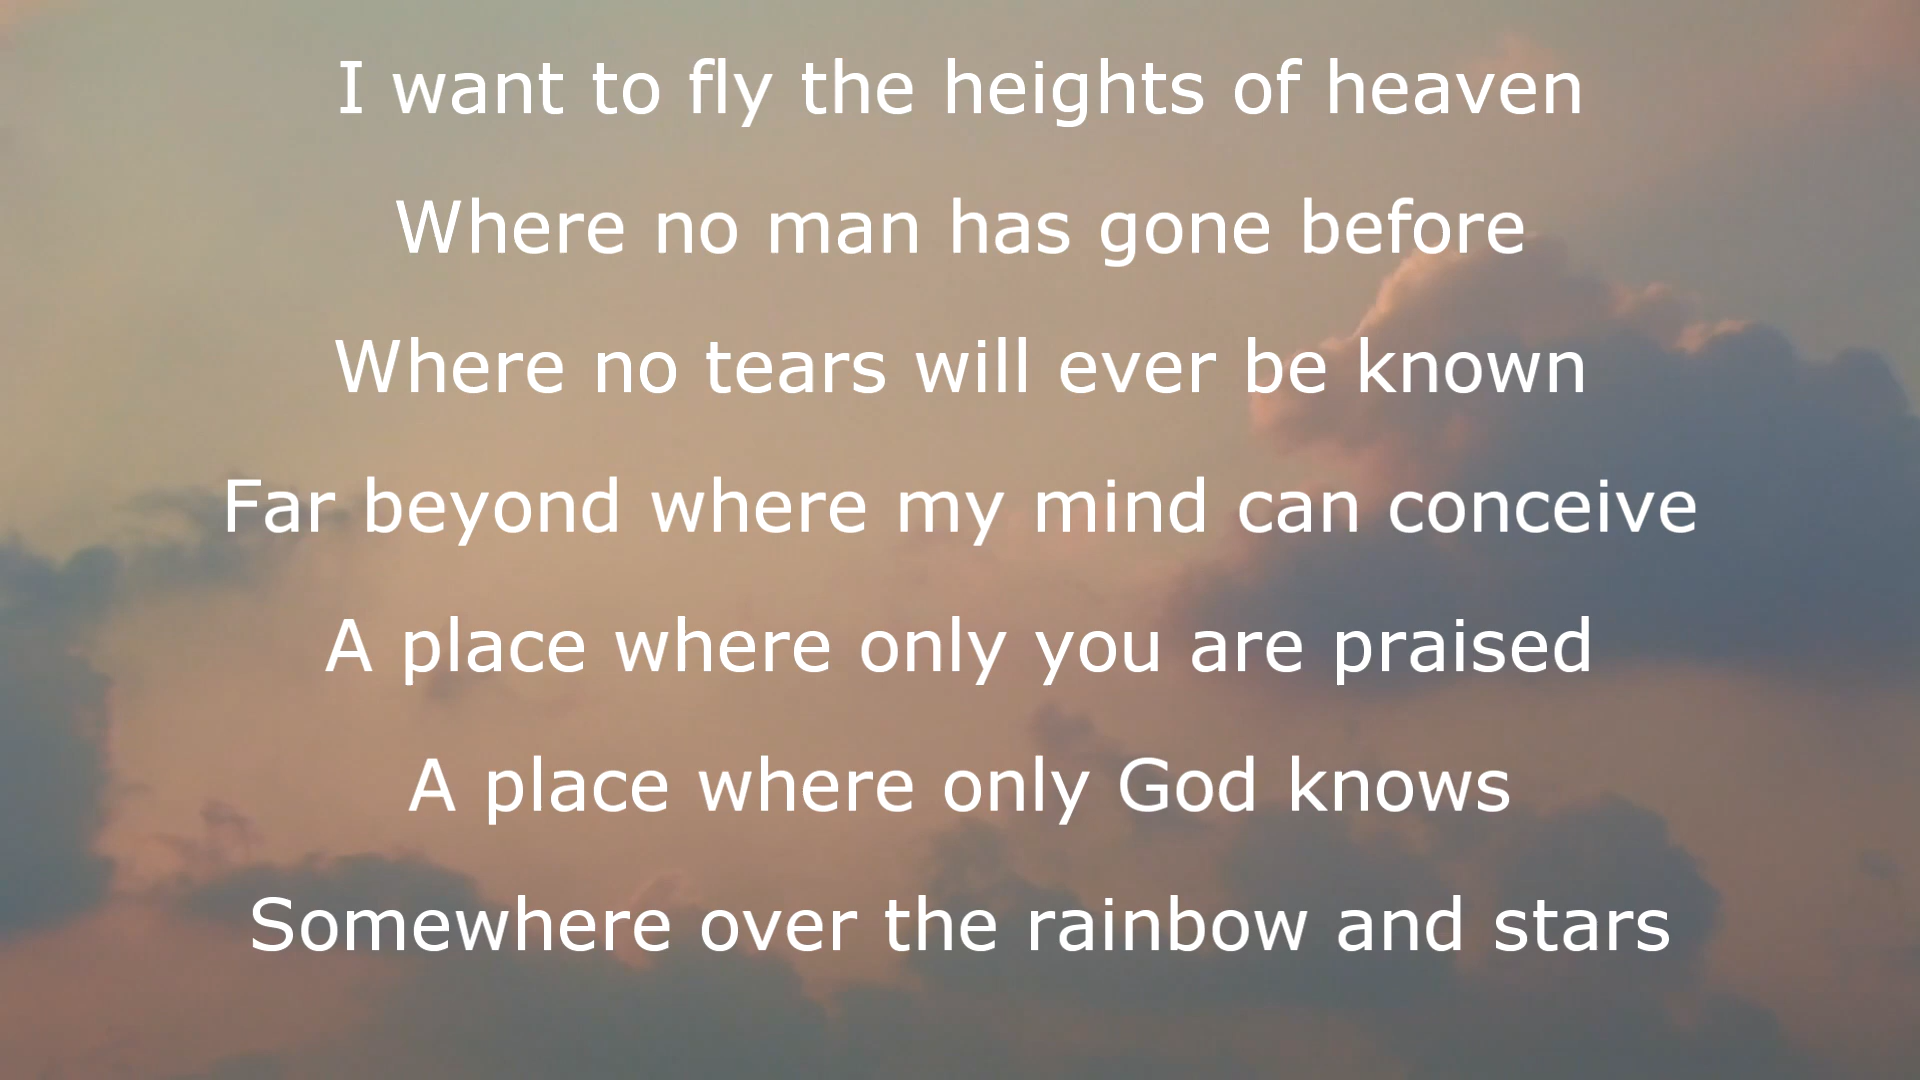 I want to fly the heights of heaven
Where no man has gone before
Where no tears will ever be known
Far beyond where my mind can conceive
A place where only you are praised
A place where only God knows
Somewhere over the rainbow and stars